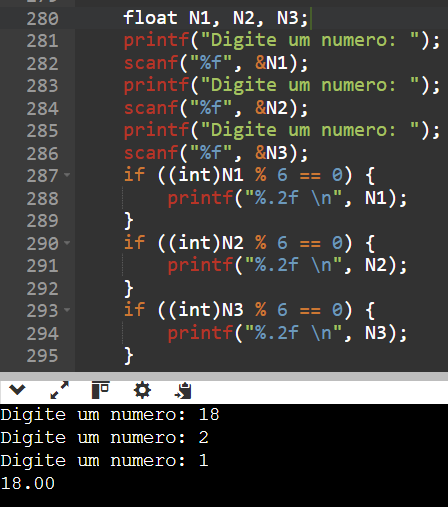 280 float N1, N2, N3;
281 printf("Digite um numero: ");
282 scanf("%f", &N1);
283 printf("Digite um numero: ");
284 scanf("%f", &N2);
285 printf("Digite um numero: ");
286 scanf("%f", &N3);
287 if ((int)N1 % 6 == 0) {
288 printf("%.2f \n", N1);
289 }
290 if ((int)N2 % 6 == 0) {
291 printf("%.2f \n", N2);
292 }
293 if ((int)N3 % 6 == 0) {
294 printf("%.2f \n", N3);
295 }
Digite um numero: 18
Digite um numero: 2
Digite um numero: 1
18.00